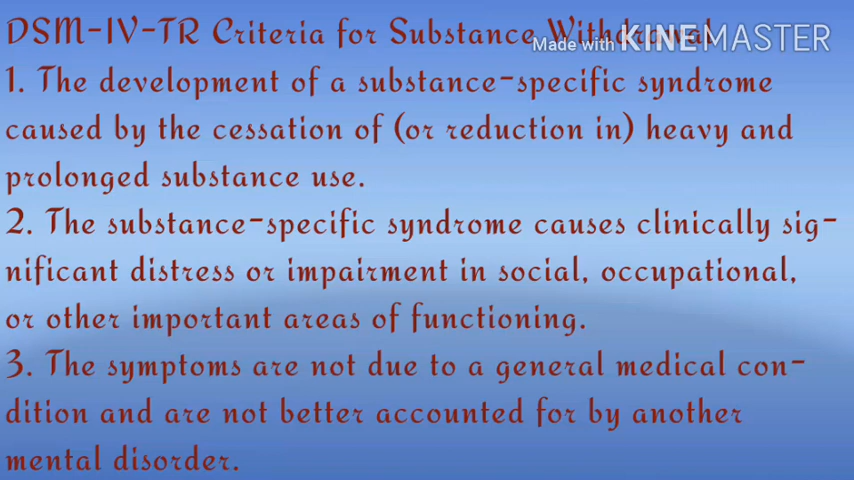 DSM-IV-TR Criteria for Substance Withdrawal
Made with KINEMASTER
1. The development of a substance-specific syndrome
caused by the cessation of (or reduction in) heavy and
prolonged substance use.
2. The substance-specific syndrome causes clinically sig-
nificant distress or impairment in social, occupational,
or other important areas of functioning.
3. The symptoms are not due to a general medical con-
dition and are not better accounted for by another
mental disorder.